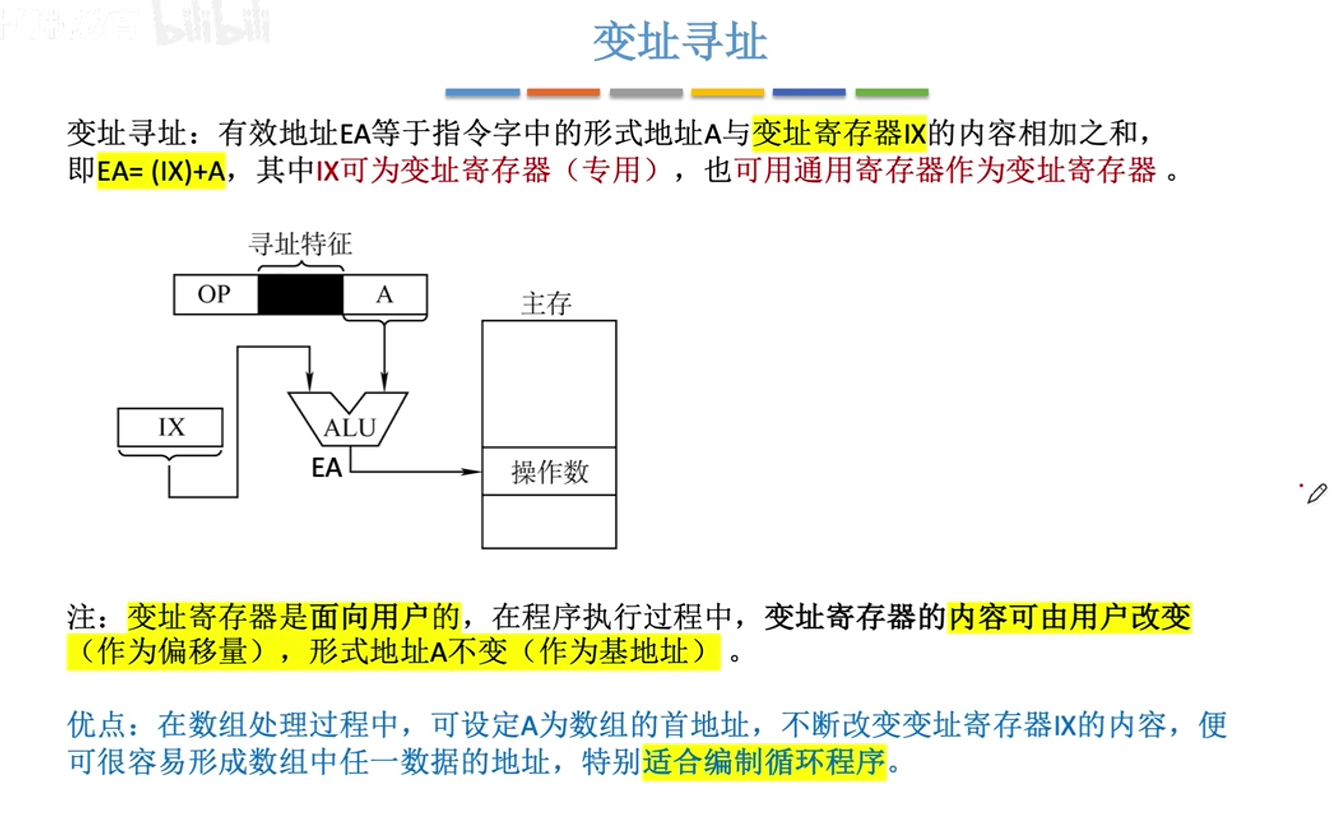 bilibili
变址寻址
变址寻址：有效地址EA等于指令字中的形式地址A与变址寄存器IX的内容相加之和，
即EA= (IX)+A，其中IX可为变址寄存器（专用），也可用通用寄存器作为变址寄存器 。
寻址特征
OP
A
主存
IX
ALU
EA
操作数
注：变址寄存器是面向用户的，在程序执行过程中，变址寄存器的内容可由用户改变
（作为偏移量），形式地址A不变（作为基地址） 。
优点：在数组处理过程中，可设定A为数组的首地址，不断改变变址寄存器IX的内容，便
可很容易形成数组中任一数据的地址，特别适合编制循环程序。